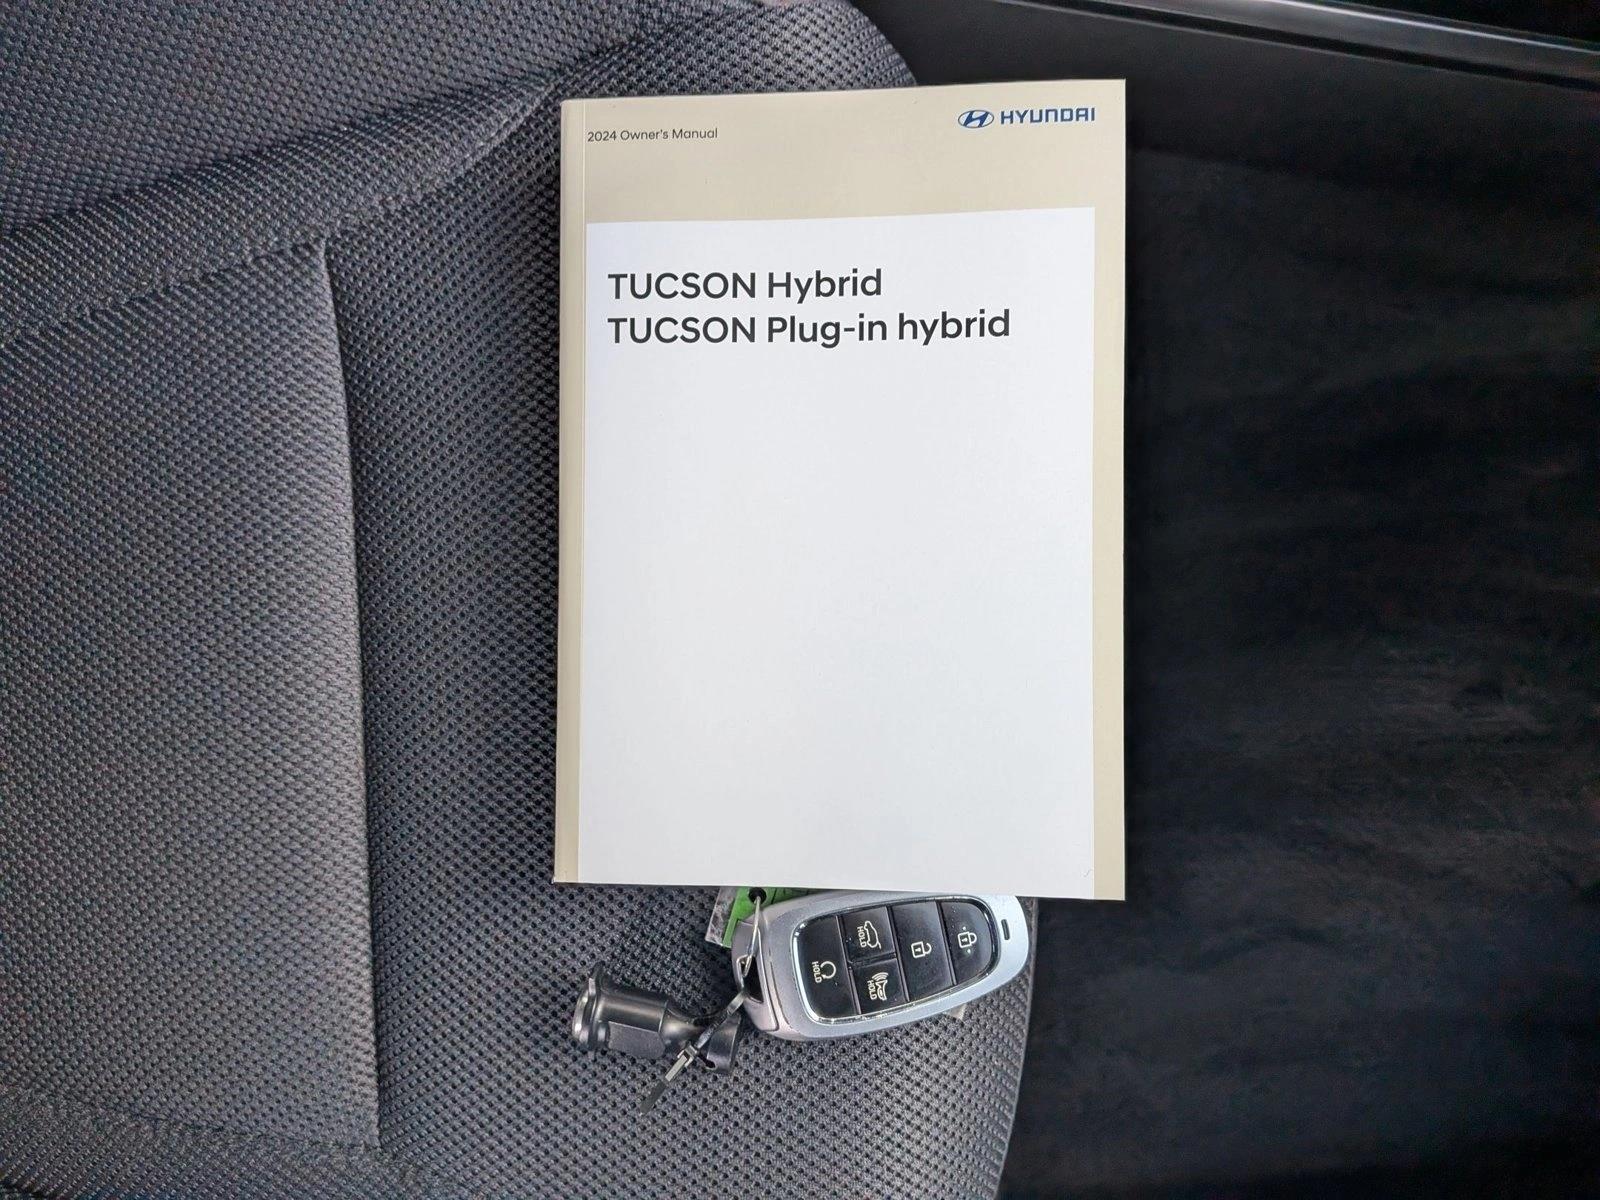 2024 Owner's Manual
HYUNDAI
TUCSON Hybrid
TUCSON Plug-in hybrid
HOLD
HOLD
HOLD